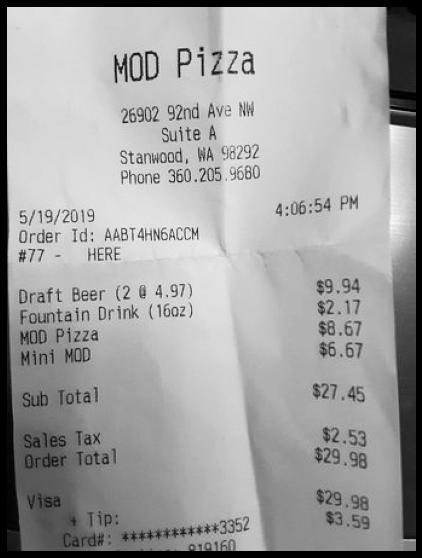 MOD Pizza
26902 92nd Ave NW
Suite A
Stanwood, WA 98292
Phone 360.205.9680
5/19/2019 4:06:54 PM
Order Id: AABT4HN6ACCM
#77 - HERE
Draft Beer (2 @ 4.97) $9.94
Fountain Drink (16oz) $2.17
MOD Pizza $8.67
Mini MOD $6.67
Sub Total $27.45
Sales Tax $2.53
Order Total $29.98
Visa $29.98
+ Tip: $3.59
Card#: ************3352
819160